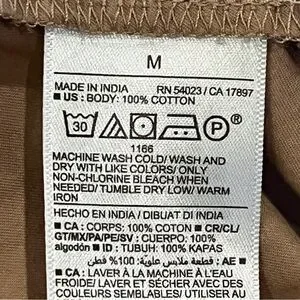 M
MADE IN INDIA RN 54023 / CA 17897
■ US : BODY: 100% COTTON
30 P
1166
MACHINE WASH COLD/ WASH AND
DRY WITH LIKE COLORS/ ONLY
NON-CHLORINE BLEACH WHEN
NEEDED/ TUMBLE DRY LOW/ WARM
IRON
HECHO EN INDIA / DIBUAT DI INDIA
■ CA : CORPS: 100% COTON ■ CR/CL/
GT/MX/PA/PE/SV : CUERPO: 100%
algodón ■ ID : TUBUH: 100% KAPAS
■ AE : قطعة ملابس علوية: 100% قطن
■ CA : LAVER À LA MACHINE À L'EAU
FROIDE/ LAVER ET SÉCHER AVEC
DES COULEURS SEMBLABLES/ UTILISER